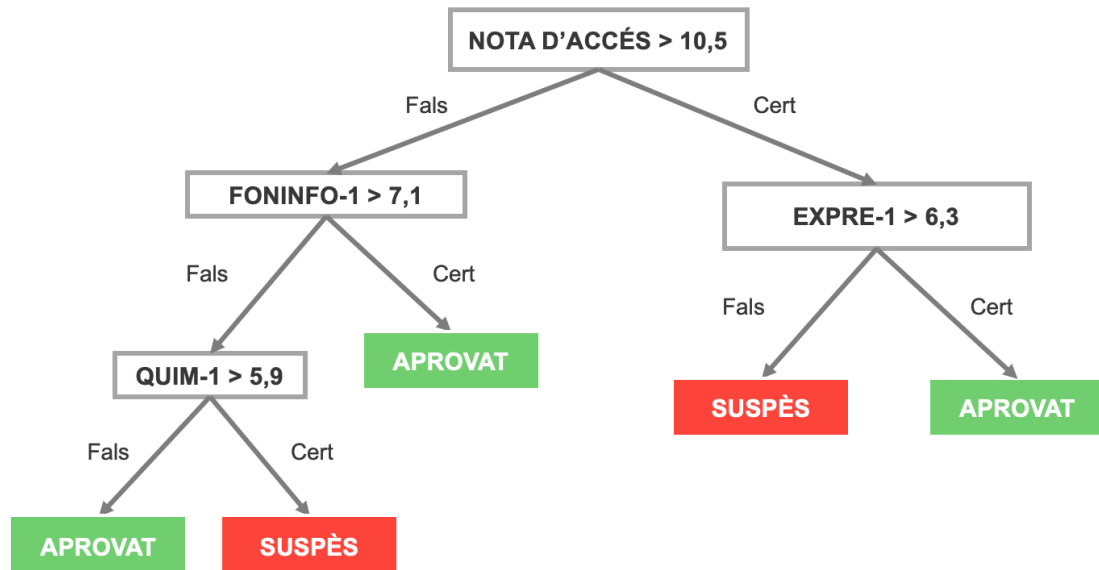 NOTA D’ACCÉS > 10,5
Fals
Cert
FONINFO-1 > 7,1
EXPRE-1 > 6,3
Fals
Cert
Fals
Cert
QUIM-1 > 5,9
APROVAT
SUSPÈS
APROVAT
Fals
Cert
APROVAT
SUSPÈS